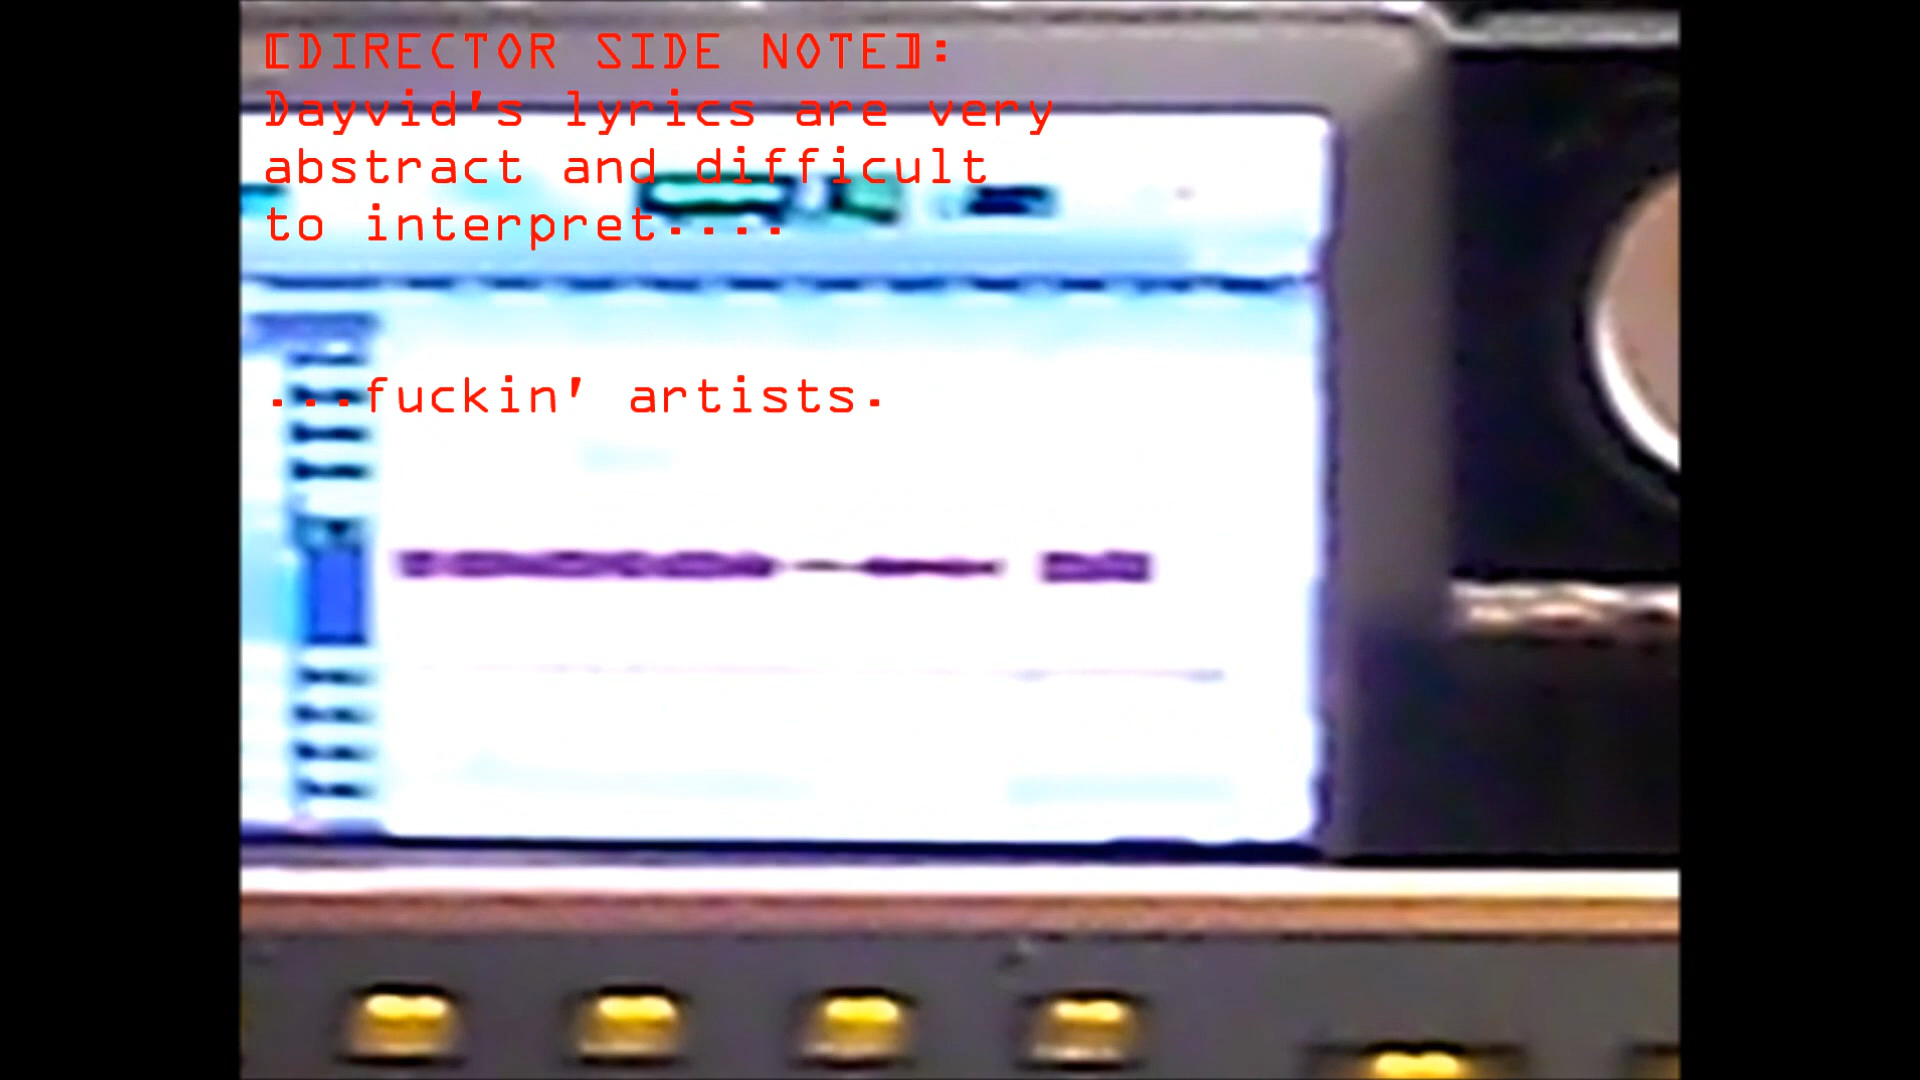 [DIRECTOR SIDE NOTE]:
Dayvid's lyrics are very
abstract and difficult
to interpret....
...fuckin' artists.